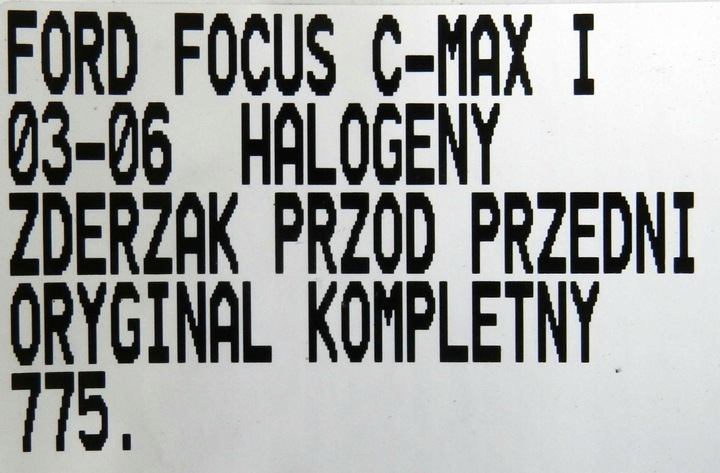 FORD FOCUS C-MAX I
03-06 HALOGENY
ZDERZAK PRZOD PRZEDNI
ORYGINAL KOMPLETNY
775.